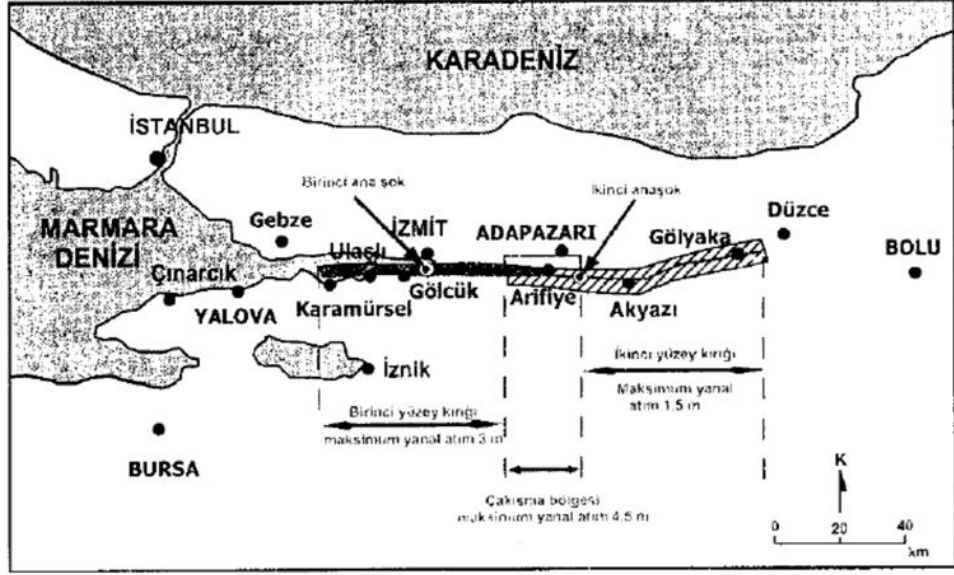 KARADENİZ
İSTANBUL
Birinci ana şok
İkinci anaşok
MARMARA
DENİZİ
Gebze
İZMİT
Ulaşlı
ADAPAZARI
Gölyaka
Düzce
BOLU
Çınarcık
YALOVA
Karamürsel
Gölcük
Arifiye
Akyazı
İznik
İkinci yüzey kırığı
Maksimum yanal
atım 1.5 m
Birinci yüzey kırığı
maksimum yanal atım 3 m
BURSA
Çakışma bölgesi
maksimum yanal atım 4.5 m
K
0 20 40
km